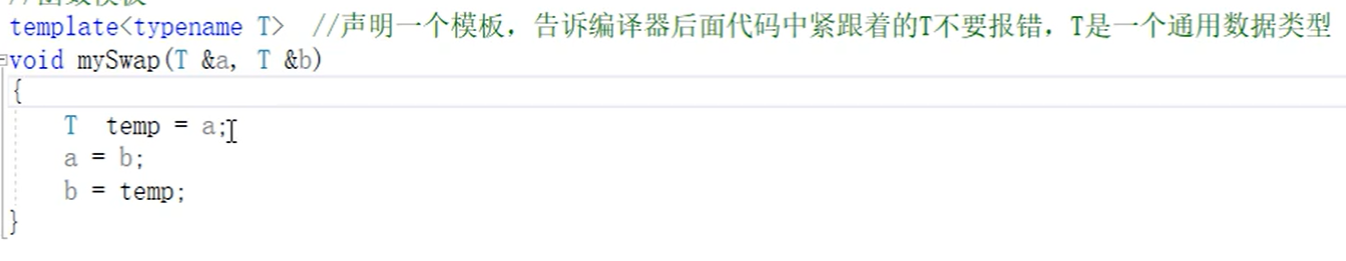 template<typename T>  //声明一个模板，告诉编译器后面代码中紧跟着的T不要报错，T是一个通用数据类型
void mySwap(T &a, T &b)
{
    T  temp = a;
    a = b;
    b = temp;
}